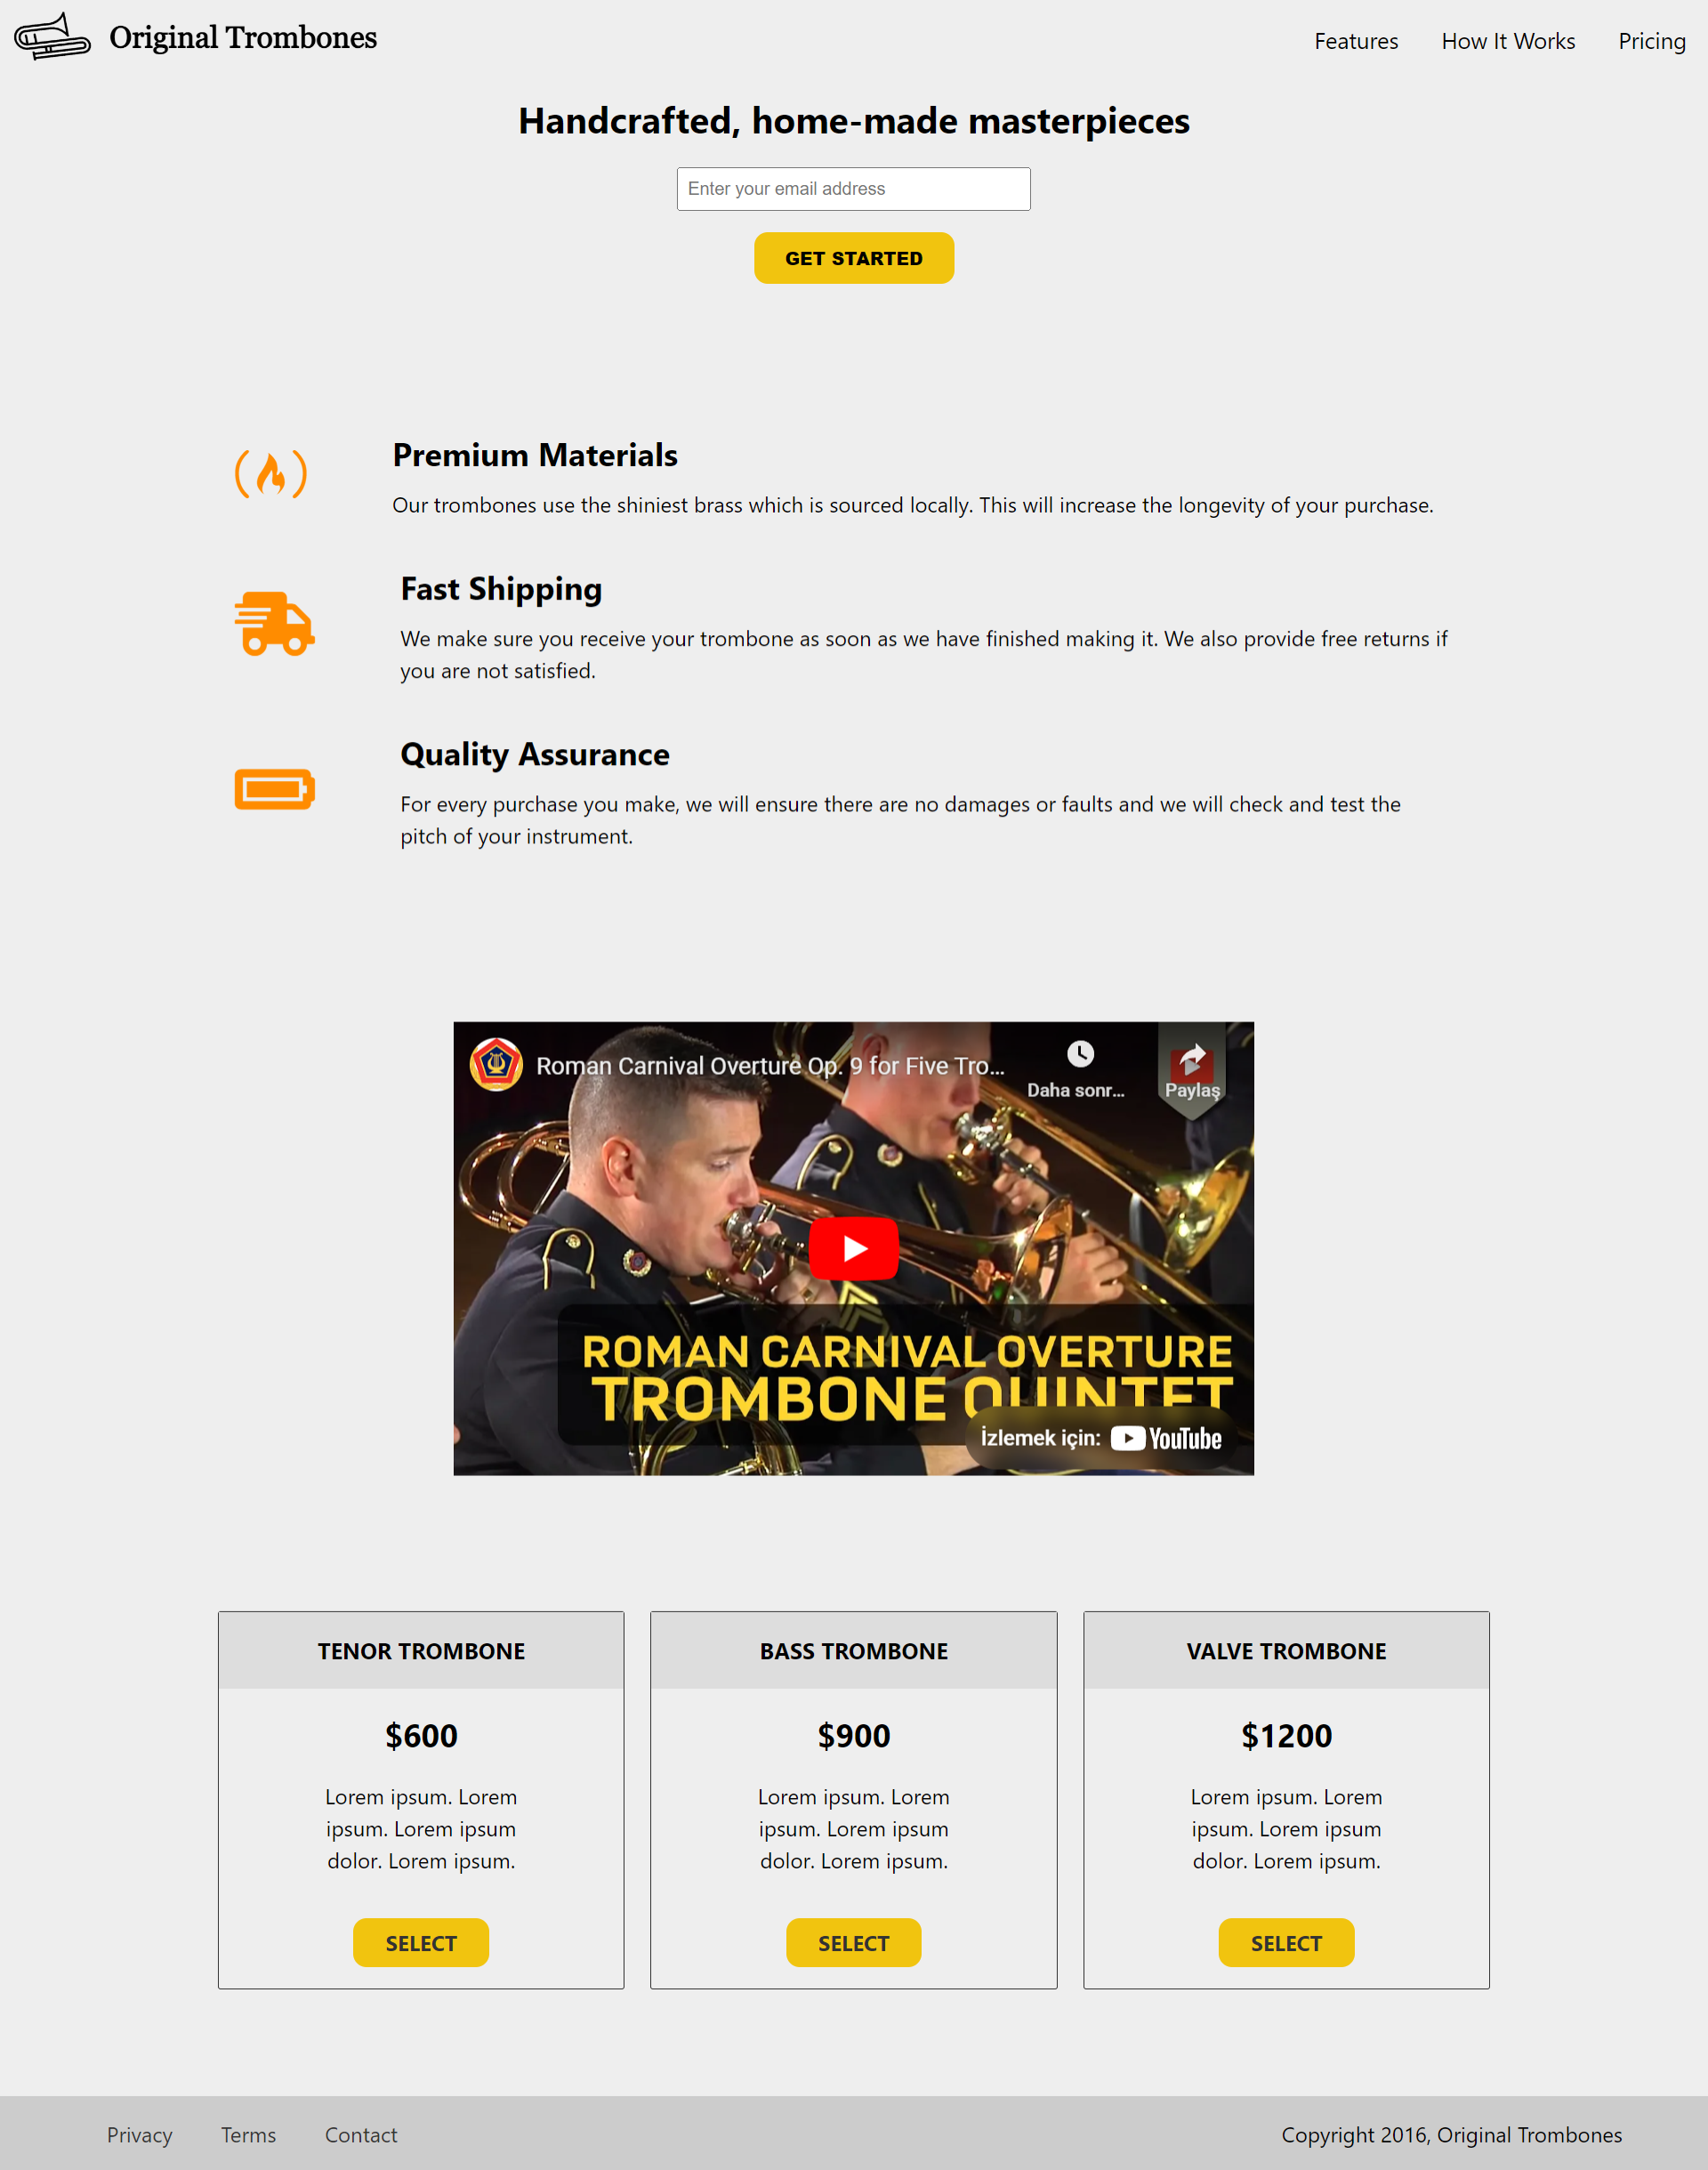 Original Trombones
Features
How It Works
Pricing
Handcrafted, home-made masterpieces
Enter your email address
GET STARTED
Premium Materials
Our trombones use the shiniest brass which is sourced locally. This will increase the longevity of your purchase.
Fast Shipping
We make sure you receive your trombone as soon as we have finished making it. We also provide free returns if
you are not satisfied.
Quality Assurance
For every purchase you make, we will ensure there are no damages or faults and we will check and test the
pitch of your instrument.
Roman Carnival Overture Op. 9 for Five Tro...
Daha sonr...
Paylaş
ROMAN CARNIVAL OVERTURE
TROMBONE QUINTET
İzlemek için: YouTube
TENOR TROMBONE
$600
Lorem ipsum. Lorem
ipsum. Lorem ipsum
dolor. Lorem ipsum.
SELECT
BASS TROMBONE
$900
Lorem ipsum. Lorem
ipsum. Lorem ipsum
dolor. Lorem ipsum.
SELECT
VALVE TROMBONE
$1200
Lorem ipsum. Lorem
ipsum. Lorem ipsum
dolor. Lorem ipsum.
SELECT
Privacy
Terms
Contact
Copyright 2016, Original Trombones